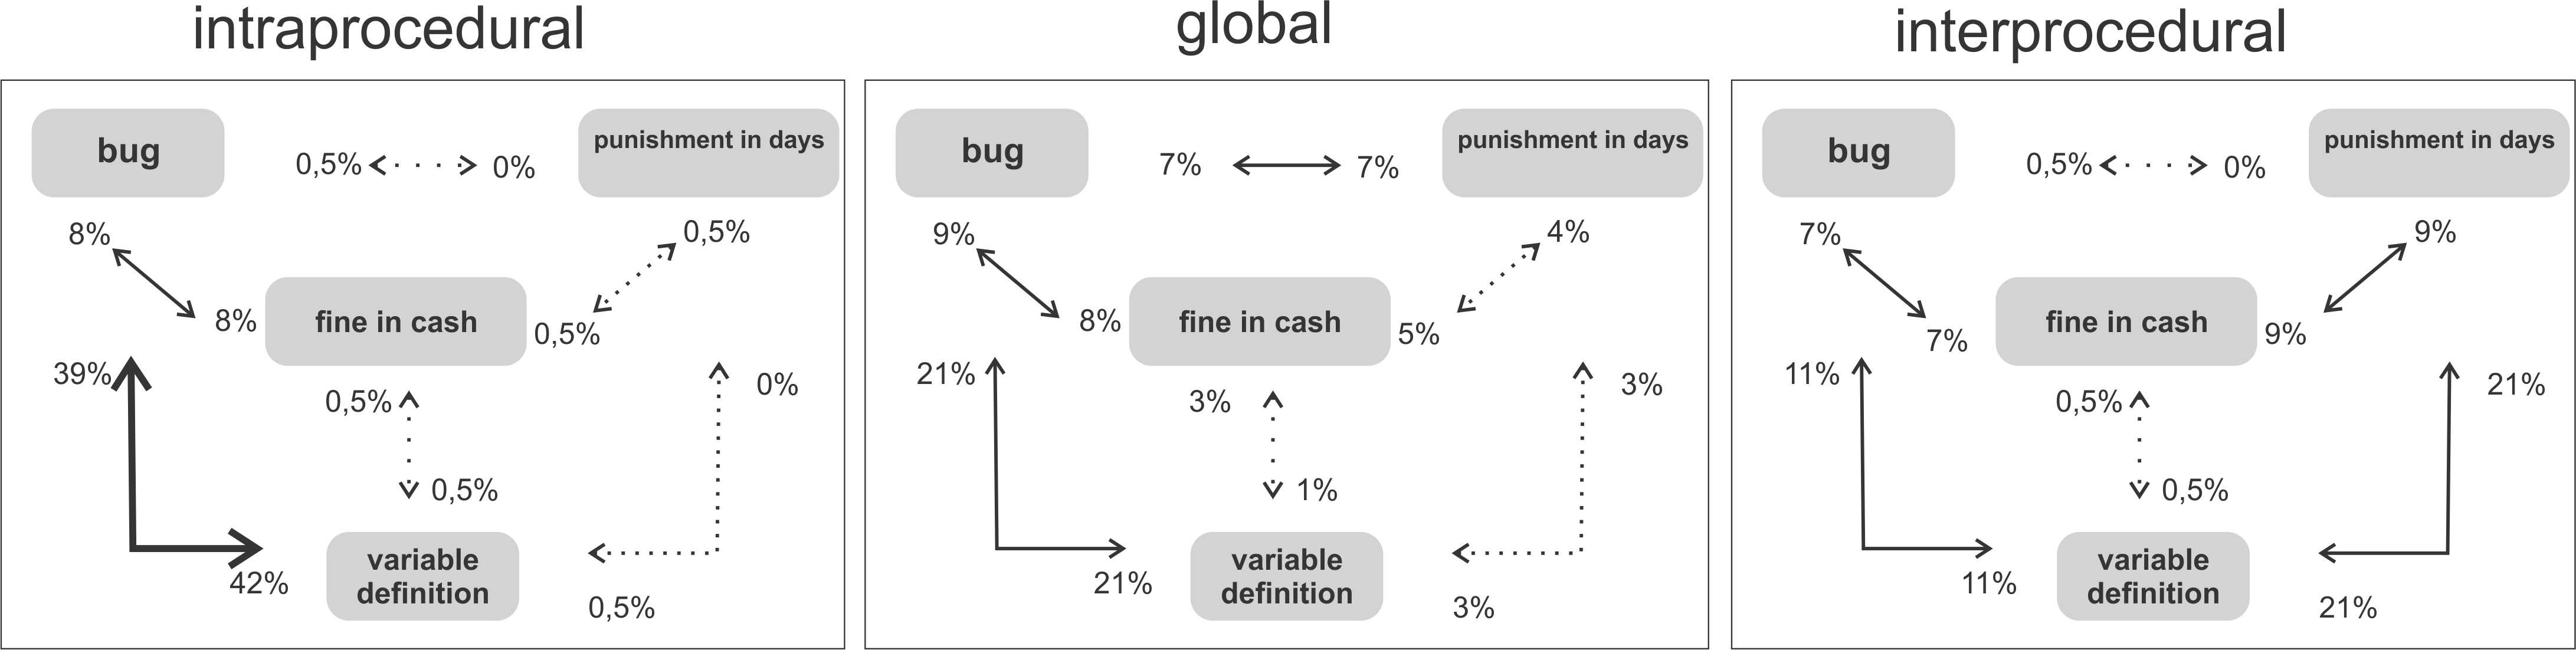 intraprocedural
bug
0,5%
0%
punishment in days
8%
0,5%
8%
fine in cash
0,5%
39%
0,5%
0%
0,5%
42%
variable
definition
0,5%
global
bug
7%
7%
punishment in days
9%
4%
8%
fine in cash
5%
21%
3%
3%
1%
21%
variable
definition
3%
interprocedural
bug
0,5%
0%
punishment in days
7%
9%
7%
fine in cash
9%
11%
0,5%
21%
0,5%
11%
variable
definition
21%